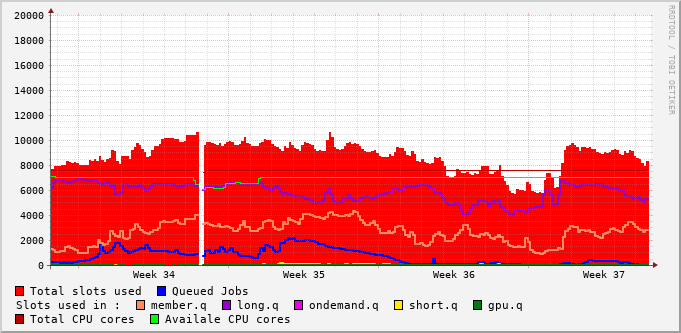 RRDTOOL / TOBI OETIKER
20000
18000
16000
14000
12000
10000
8000
6000
4000
2000
0
Week 34 Week 35 Week 36 Week 37
Total slots used Queued Jobs
Slots used in : member.q long.q ondemand.q short.q gpu.q
Total CPU cores Availale CPU cores